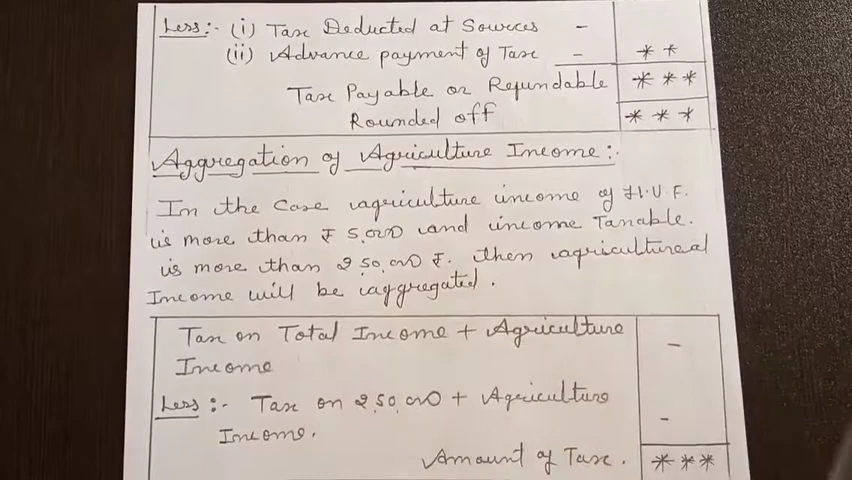 Less:- (i) Tax Deducted at Sources -
(ii) Advance payment of Tax - **
Tax Payable or Refundable ***
Rounded off ***
Aggregation of Agriculture Income:-
In the Case agriculture income of H.U.F.
is more than ₹ 5,000 and income Taxable.
is more than 2,50,000 ₹. then agricultureal
Income will be aggregated.
Tax on Total Income + Agriculture -
Income
Less:- Tax on 2,50,000 + Agriculture
Income. -
Amount of Tax. ***